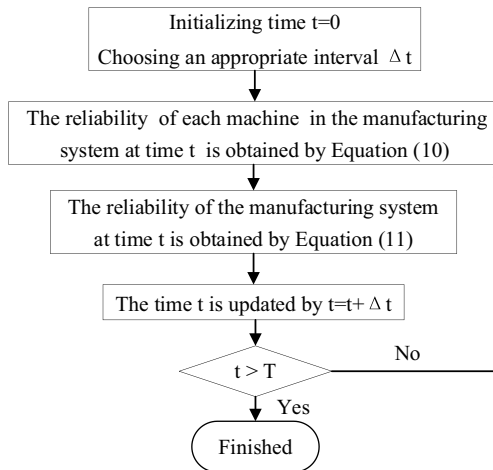 Initializing time t=0
Choosing an appropriate interval Δt
The reliability of each machine in the manufacturing
system at time t is obtained by Equation (10)
The reliability of the manufacturing system
at time t is obtained by Equation (11)
The time t is updated by t=t+Δt
t > T
No
Yes
Finished